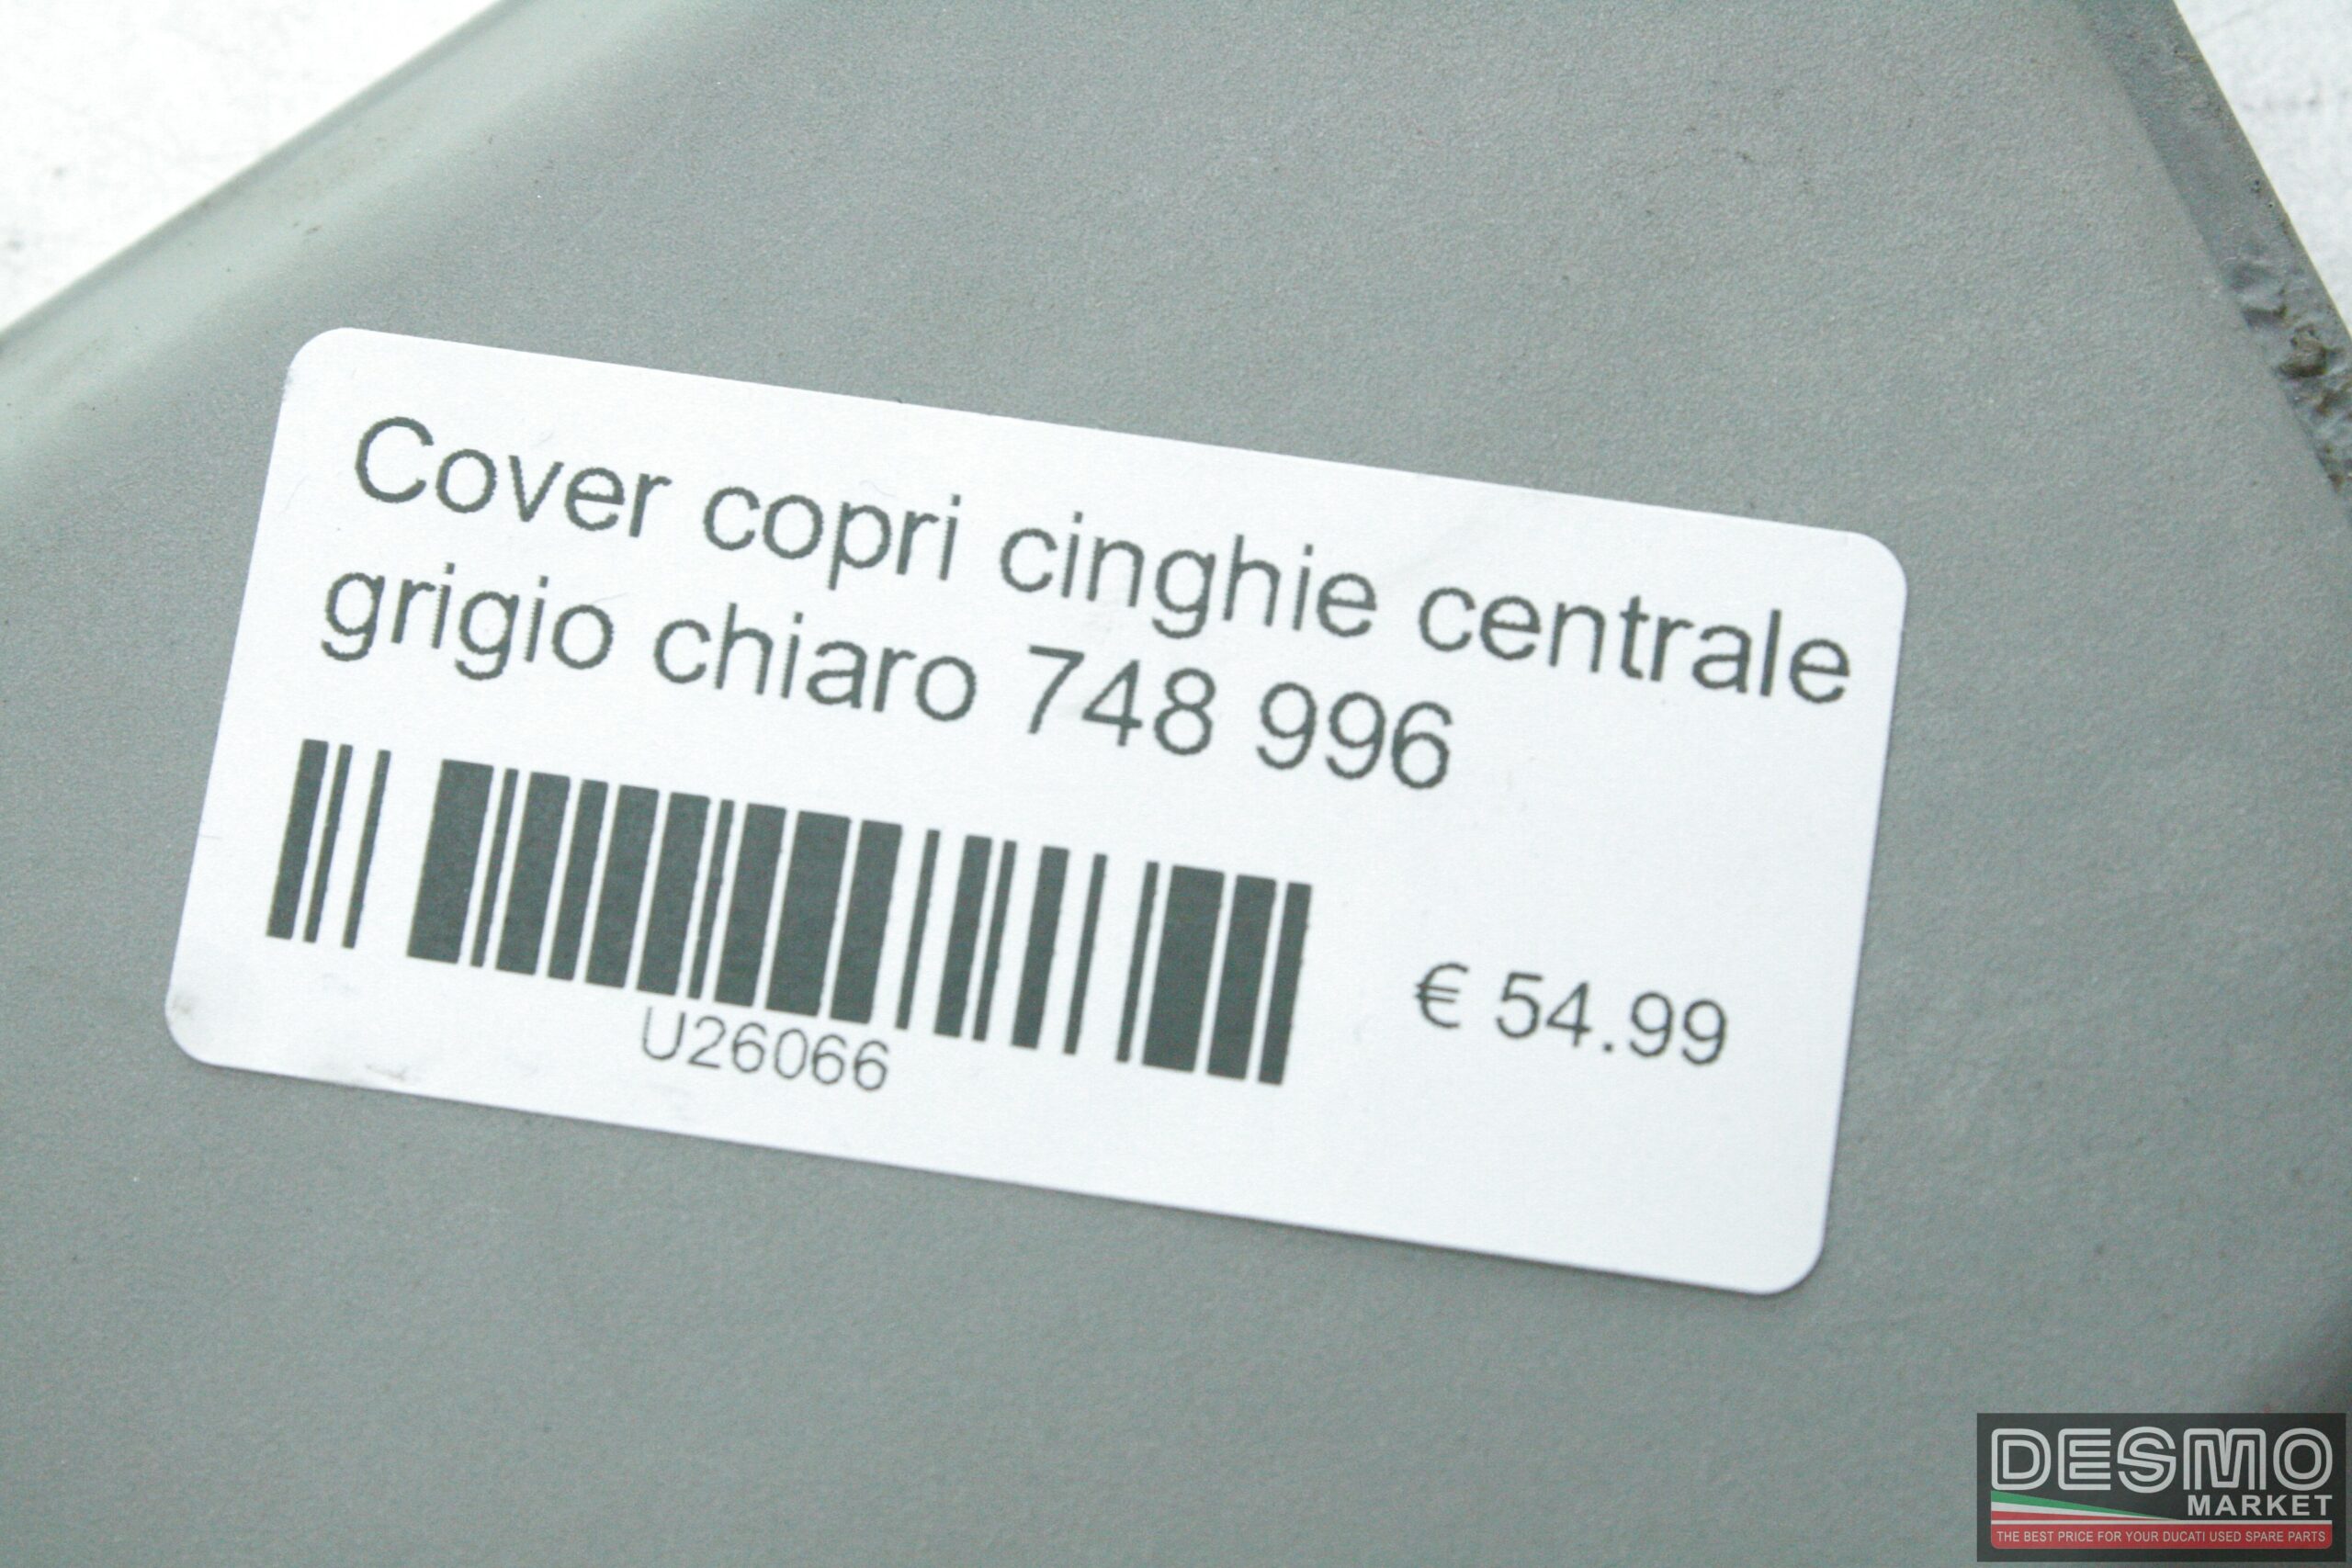 Cover copri cinghie centrale
grigio chiaro 748 996
U26066
€ 54.99
DESMO
MARKET
THE BEST PRICE FOR YOUR DUCATI USED SPARE PARTS